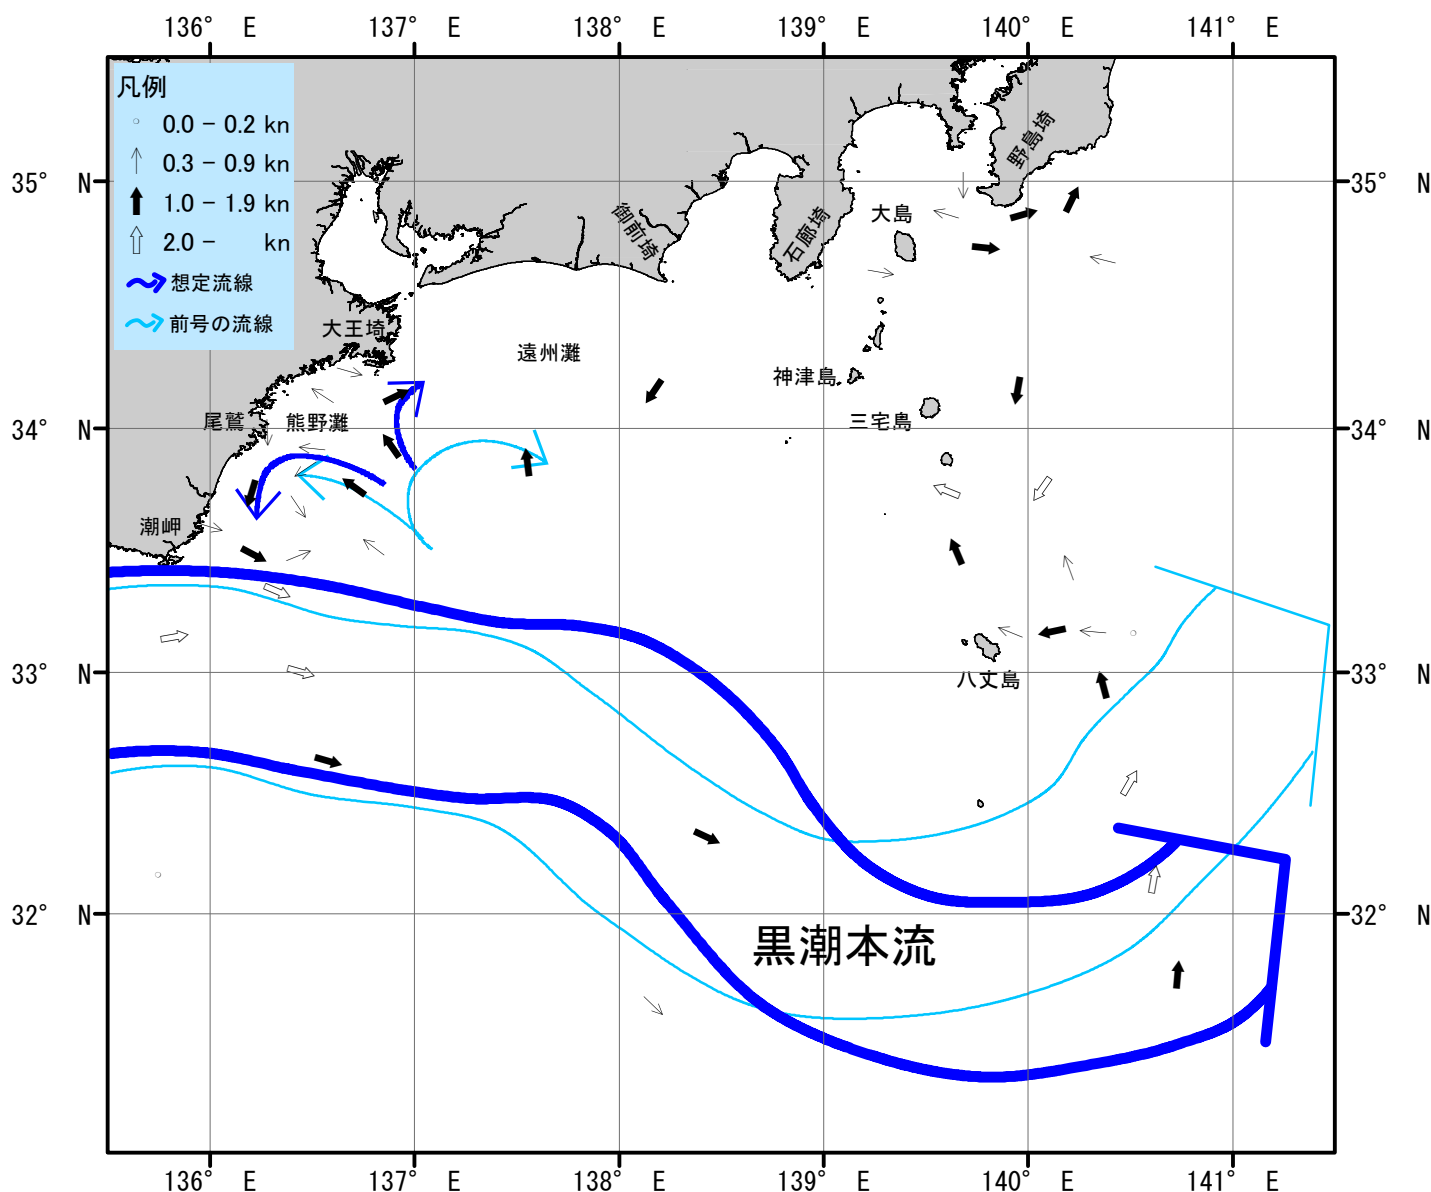 136° E 137° E 138° E 139° E 140° E 141° E
凡例
0.0 - 0.2 kn
0.3 - 0.9 kn
1.0 - 1.9 kn
2.0 - kn
想定流線
前号の流線
野島埼
35° N
35° N
大島
御前埼
石廊埼
大王埼
遠州灘
神津島
尾鷲
熊野灘
三宅島
34° N
34° N
潮岬
33° N
33° N
八丈島
32° N
32° N
黒潮本流
136° E 137° E 138° E 139° E 140° E 141° E